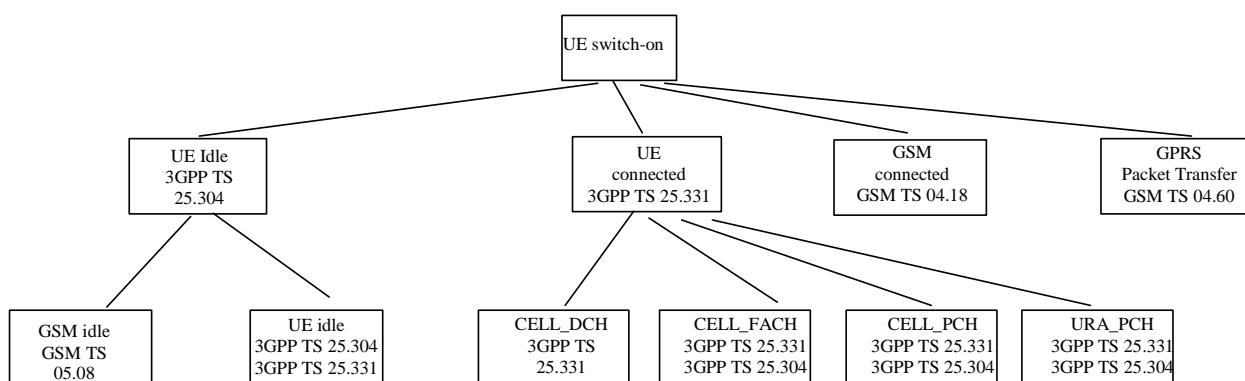 UE switch-on
UE Idle
3GPP TS
25.304
UE
connected
3GPP TS 25.331
GSM
connected
GSM TS 04.18
GPRS
Packet Transfer
GSM TS 04.60
GSM idle
GSM TS
05.08
UE idle
3GPP TS 25.304
3GPP TS 25.331
CELL_DCH
3GPP TS
25.331
CELL_FACH
3GPP TS 25.331
3GPP TS 25.304
CELL_PCH
3GPP TS 25.331
3GPP TS 25.304
URA_PCH
3GPP TS 25.331
3GPP TS 25.304